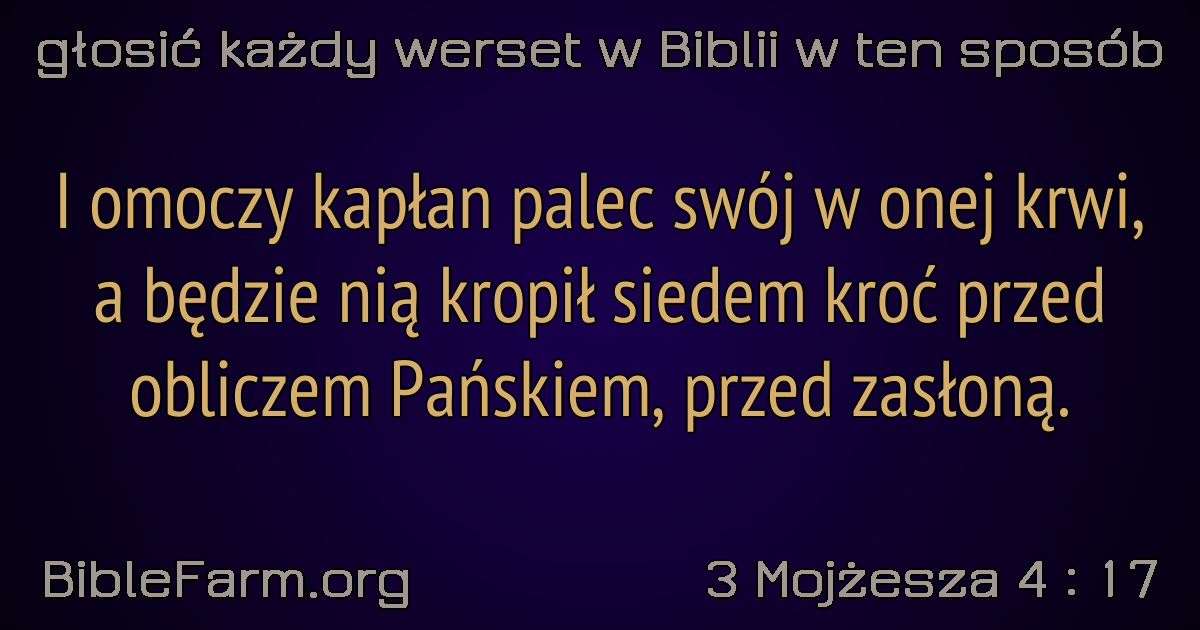 głosić każdy werset w Biblii w ten sposób
I omoczy kapłan palec swój w onej krwi,
a będzie nią kropił siedem kroć przed
obliczem Pańskiem, przed zasłoną.
BibleFarm.org
3 Mojżesza 4 : 17